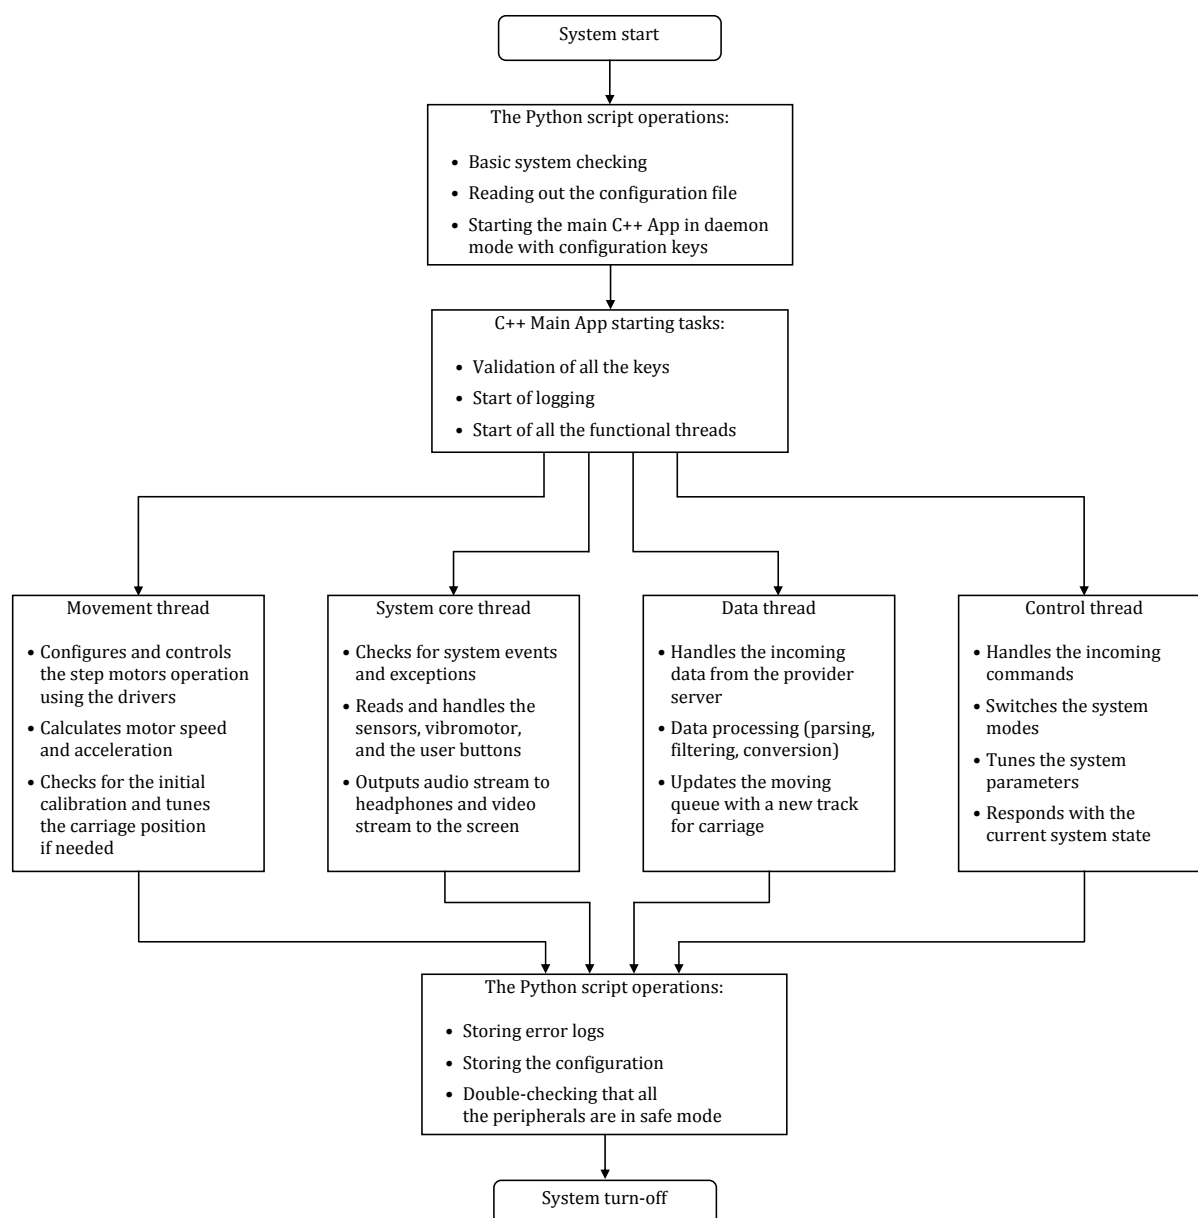 System start
The Python script operations:
• Basic system checking
• Reading out the configuration file
• Starting the main C++ App in daemon
mode with configuration keys
C++ Main App starting tasks:
• Validation of all the keys
• Start of logging
• Start of all the functional threads
Movement thread
• Configures and controls
the step motors operation
using the drivers
• Calculates motor speed
and acceleration
• Checks for the initial
calibration and tunes
the carriage position
if needed
System core thread
• Checks for system events
and exceptions
• Reads and handles the
sensors, vibromotor,
and the user buttons
• Outputs audio stream to
headphones and video
stream to the screen
Data thread
• Handles the incoming
data from the provider
server
• Data processing (parsing,
filtering, conversion)
• Updates the moving
queue with a new track
for carriage
Control thread
• Handles the incoming
commands
• Switches the system
modes
• Tunes the system
parameters
• Responds with the
current system state
The Python script operations:
• Storing error logs
• Storing the configuration
• Double-checking that all
the peripherals are in safe mode
System turn-off